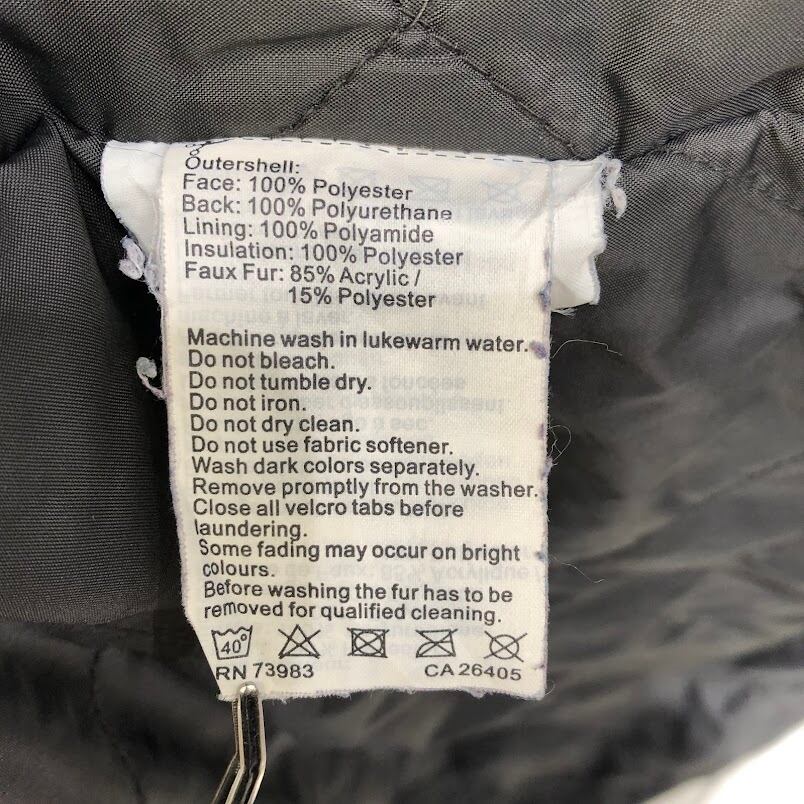 Outershell:
Face: 100% Polyester
Back: 100% Polyurethane
Lining: 100% Polyamide
Insulation: 100% Polyester
Faux Fur: 85% Acrylic /
15% Polyester
Machine wash in lukewarm water.
Do not bleach.
Do not tumble dry.
Do not iron.
Do not dry clean.
Do not use fabric softener.
Wash dark colors separately.
Remove promptly from the washer.
Close all velcro tabs before
laundering.
Some fading may occur on bright
colours.
Before washing the fur has to be
removed for qualified cleaning.
40°
RN 73983 CA 26405